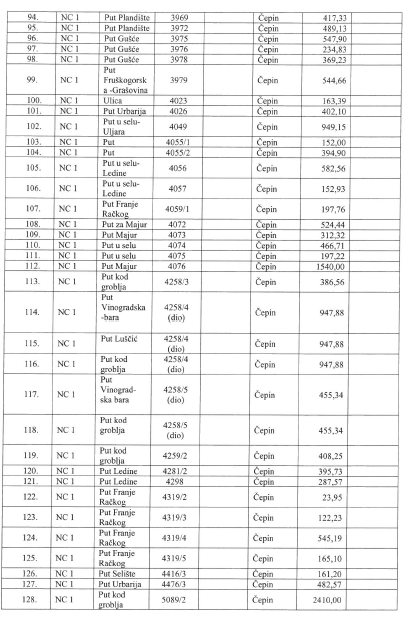 94. NC 1 Put Plandište 3969 Čepin 417,33
95. NC 1 Put Plandište 3972 Čepin 489,13
96. NC 1 Put Gušće 3975 Čepin 547,90
97. NC 1 Put Gušće 3976 Čepin 234,83
98. NC 1 Put Gušće 3978 Čepin 369,23
99. NC 1 Put
Fruškogorsk
a -Grašovina 3979 Čepin 544,66
100. NC 1 Ulica 4023 Čepin 163,39
101. NC 1 Put Urbarija 4026 Čepin 402,10
102. NC 1 Put u selu-
Uljara 4049 Čepin 949,15
103. NC 1 Put 4055/1 Čepin 152,00
104. NC 1 Put 4055/2 Čepin 394,90
105. NC 1 Put u selu-
Ledine 4056 Čepin 582,56
106. NC 1 Put u selu-
Ledine 4057 Čepin 152,93
107. NC 1 Put Franje
Račkog 4059/1 Čepin 197,76
108. NC 1 Put za Majur 4072 Čepin 524,44
109. NC 1 Put Majur 4073 Čepin 312,32
110. NC 1 Put u selu 4074 Čepin 466,71
111. NC 1 Put u selu 4075 Čepin 197,22
112. NC 1 Put Majur 4076 Čepin 1540,00
113. NC 1 Put kod
groblja 4258/3 Čepin 386,56
114. NC 1 Put
Vinogradska
-bara 4258/4
(dio) Čepin 947,88
115. NC 1 Put Luščić 4258/4
(dio) Čepin 947,88
116. NC 1 Put kod
groblja 4258/4
(dio) Čepin 947,88
117. NC 1 Put
Vinograd-
ska bara 4258/5
(dio) Čepin 455,34
118. NC 1 Put kod
groblja 4258/5
(dio) Čepin 455,34
119. NC 1 Put kod
groblja 4259/2 Čepin 408,25
120. NC 1 Put Ledine 4281/2 Čepin 395,73
121. NC 1 Put Ledine 4298 Čepin 287,57
122. NC 1 Put Franje
Račkog 4319/2 Čepin 23,95
123. NC 1 Put Franje
Račkog 4319/3 Čepin 122,23
124. NC 1 Put Franje
Račkog 4319/4 Čepin 545,19
125. NC 1 Put Franje
Račkog 4319/5 Čepin 165,10
126. NC 1 Put Selište 4416/3 Čepin 161,20
127. NC 1 Put Urbarija 4476/3 Čepin 482,57
128. NC 1 Put kod
groblja 5089/2 Čepin 2410,00